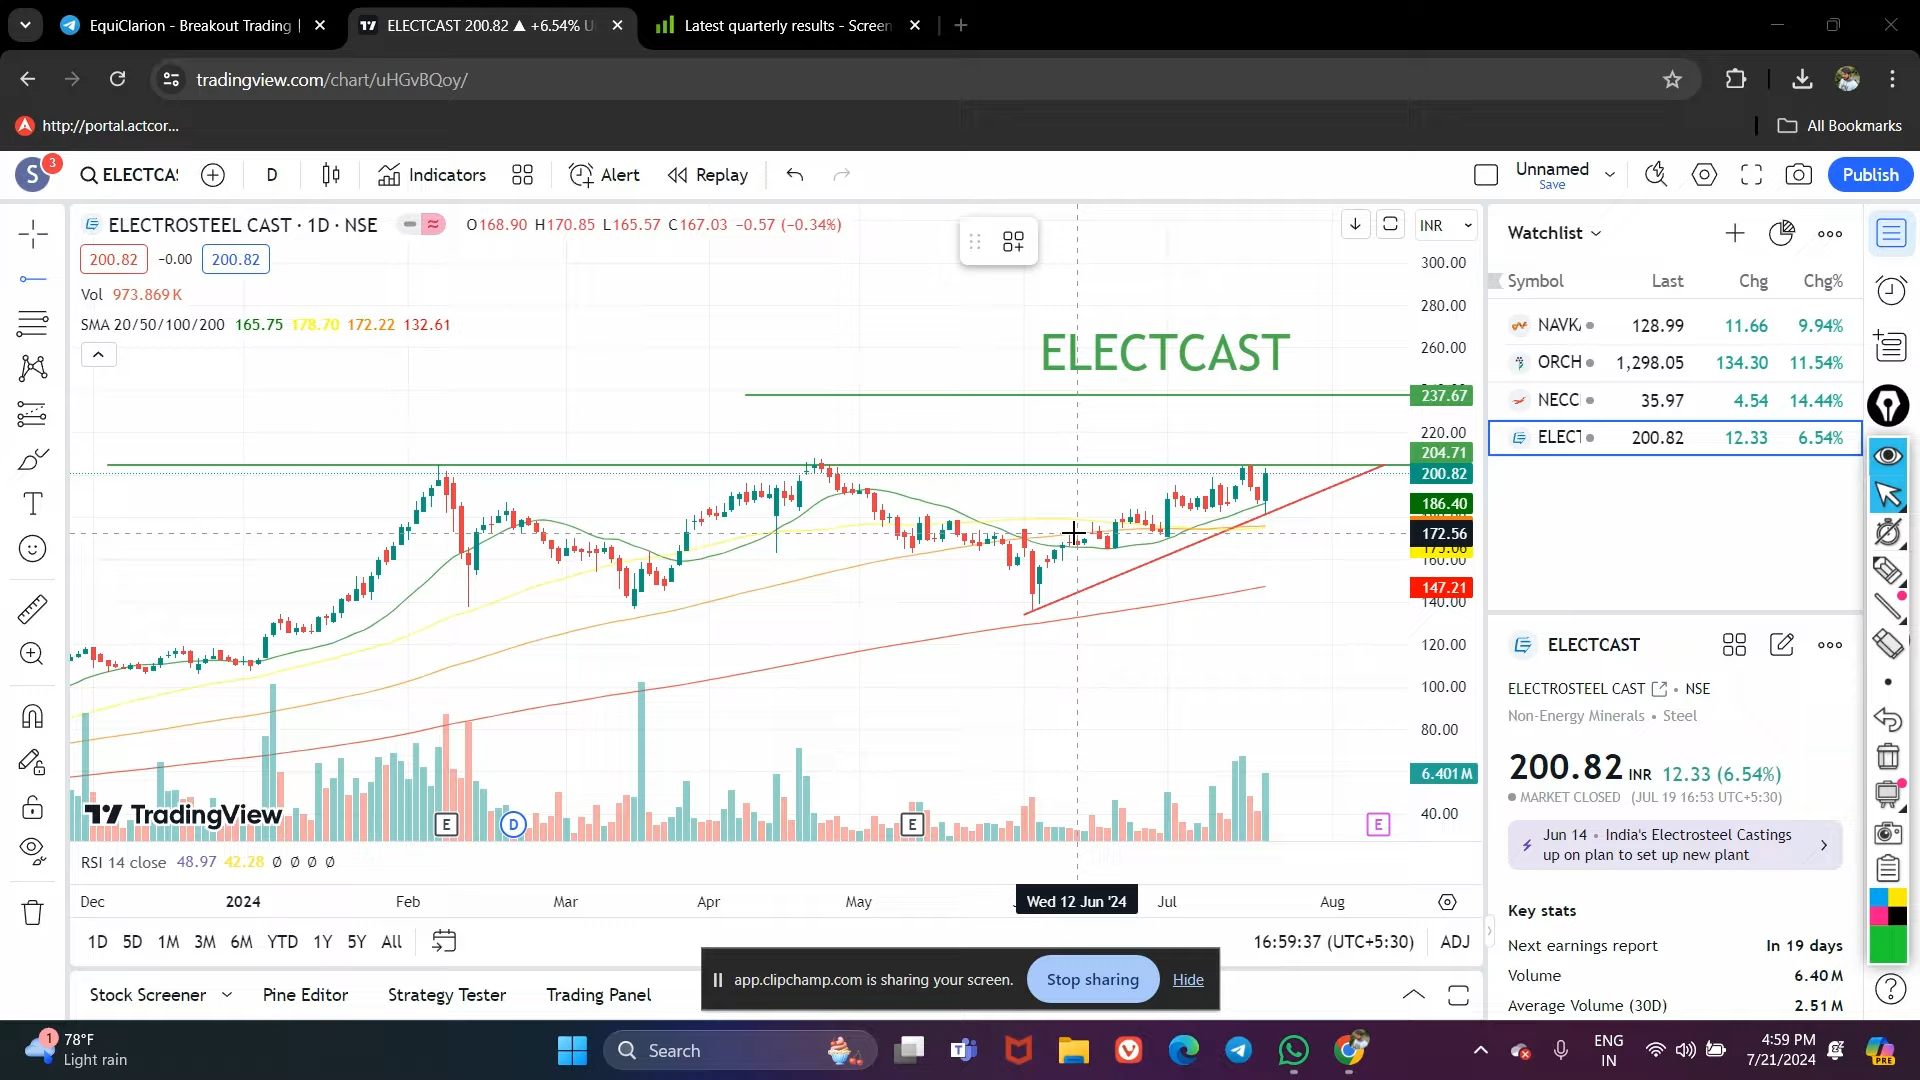 EquiClarion - Breakout Trading |
ELECTCAST 200.82 ▲ +6.54% U
Latest quarterly results - Screen
tradingview.com/chart/uHGvBQoy/
http://portal.actcor...
All Bookmarks
S 3
ELECTCA
D
Indicators
Alert
Replay
Unnamed
Save
Publish
ELECTROSTEEL CAST · 1D · NSE
O168.90 H170.85 L165.57 C167.03 −0.57 (−0.34%)
INR
200.82 −0.00 200.82
Vol 973.869K
SMA 20/50/100/200 165.75 178.70 172.22 132.61
ELECTCAST
300.00
280.00
260.00
237.67
220.00
204.71
200.82
186.40
172.56
160.00
147.21
140.00
120.00
100.00
80.00
6.401M
40.00
TradingView
E
D
E
E
RSI 14 close 48.97 42.28 Ø Ø Ø Ø
Dec
2024
Feb
Mar
Apr
May
Wed 12 Jun '24
Jul
Aug
1D 5D 1M 3M 6M YTD 1Y 5Y All
16:59:37 (UTC+5:30)
ADJ
app.clipchamp.com is sharing your screen.
Stop sharing
Hide
Stock Screener
Pine Editor
Strategy Tester
Trading Panel
Watchlist
Symbol Last Chg Chg%
NAVKA 128.99 11.66 9.94%
ORCH 1,298.05 134.30 11.54%
NECC 35.97 4.54 14.44%
ELECT 200.82 12.33 6.54%
ELECTCAST
ELECTROSTEEL CAST • NSE
Non-Energy Minerals • Steel
200.82 INR 12.33 (6.54%)
MARKET CLOSED (JUL 19 16:53 UTC+5:30)
Jun 14 • India's Electrosteel Castings
up on plan to set up new plant
Key stats
Next earnings report In 19 days
Volume 6.40M
Average Volume (30D) 2.51M
1
78°F
Light rain
Search
ENG
IN
4:59 PM
7/21/2024
PRE